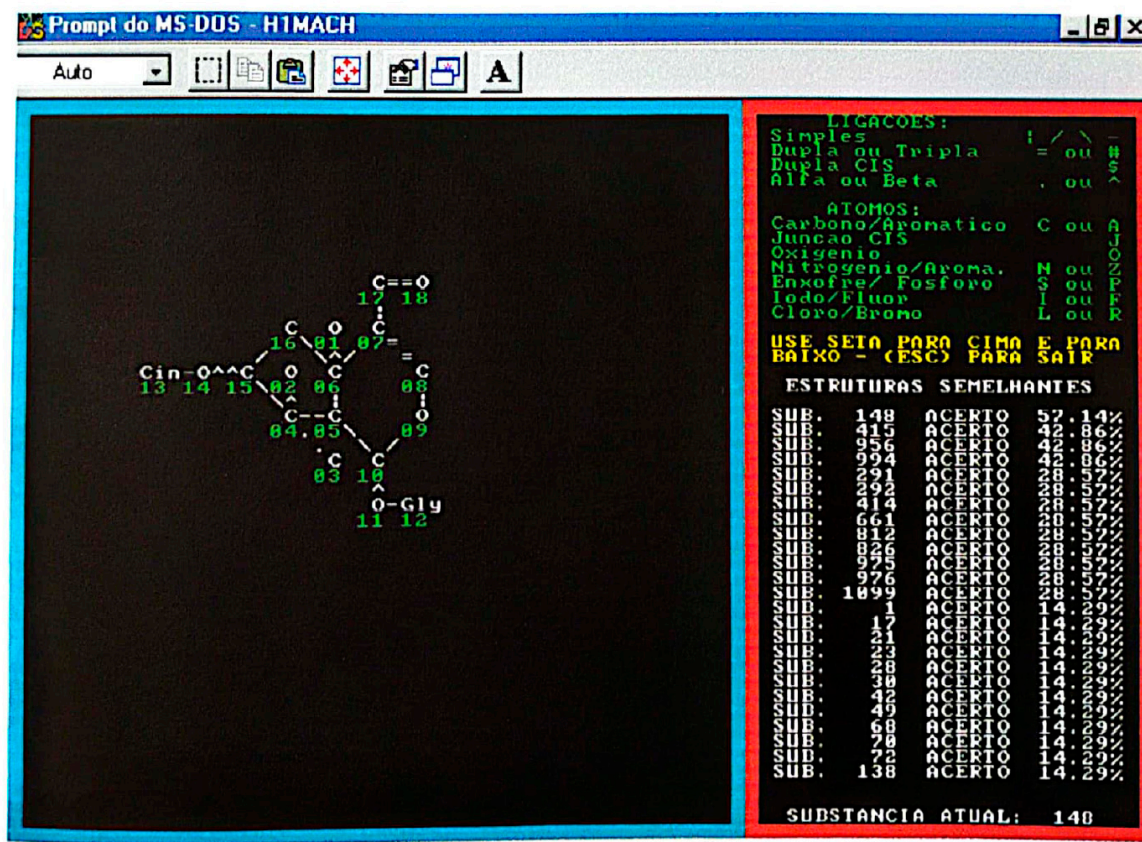 Prompt do MS-DOS - H1MACH
Auto
A
C==O
17 18
C O C
16 01 07
Cin-O^^C O C C
13 14 15 02 06 08
C--C O
04 05 09
C C
03 10
O-Gly
11 12
LIGACOES:
Simples ¦ / \ -
Dupla ou Tripla = ou #
Dupla CIS $
Alfa ou Beta . ou ^
ATOMOS:
Carbono/Aromatico C ou A
Juncao CIS J
Oxigenio O
Nitrogenio/Aroma. N ou Z
Enxofre/ Fosforo S ou P
Iodo/Fluor I ou F
Cloro/Bromo L ou R
USE SETA PARA CIMA E PARA
BAIXO - (ESC) PARA SAIR
ESTRUTURAS SEMELHANTES
SUB. 148 ACERTO 57.14%
SUB. 415 ACERTO 42.86%
SUB. 956 ACERTO 42.86%
SUB. 994 ACERTO 42.86%
SUB. 291 ACERTO 28.57%
SUB. 292 ACERTO 28.57%
SUB. 414 ACERTO 28.57%
SUB. 661 ACERTO 28.57%
SUB. 812 ACERTO 28.57%
SUB. 826 ACERTO 28.57%
SUB. 975 ACERTO 28.57%
SUB. 976 ACERTO 28.57%
SUB. 1099 ACERTO 28.57%
SUB. 1 ACERTO 14.29%
SUB. 17 ACERTO 14.29%
SUB. 21 ACERTO 14.29%
SUB. 23 ACERTO 14.29%
SUB. 28 ACERTO 14.29%
SUB. 30 ACERTO 14.29%
SUB. 42 ACERTO 14.29%
SUB. 49 ACERTO 14.29%
SUB. 68 ACERTO 14.29%
SUB. 70 ACERTO 14.29%
SUB. 72 ACERTO 14.29%
SUB. 138 ACERTO 14.29%
SUBSTANCIA ATUAL: 148